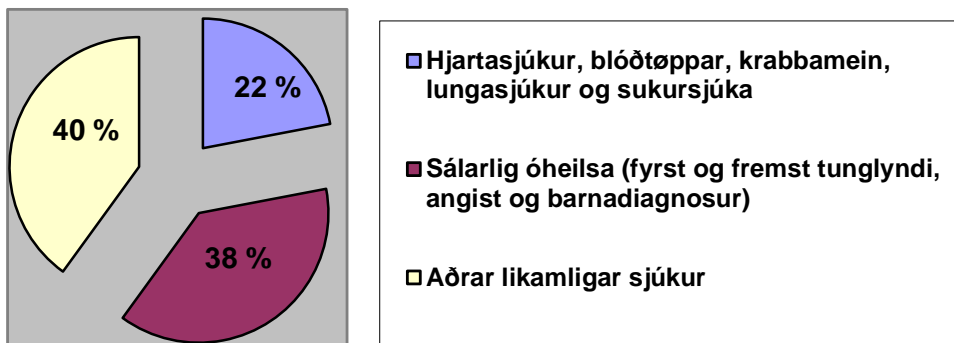 22 %
40 %
38 %
Hjartasjúkur, blóðtøppar, krabbamein,
lungasjúkur og sukursjúka
Sálarlig óheilsa (fyrst og fremst tunglyndi,
angist og barnadiagnosur)
Aðrar likamligar sjúkur